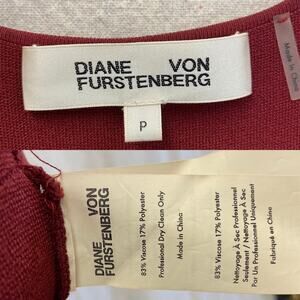 DIANE VON
FURSTENBERG
P
Made in China
DIANE
VON
FURSTENBERG
83% Viscose 17% Polyester
Professional Dry Clean Only
Made in China
83% Viscose 17% Polyester
Nettoyage À Sec Professionnel
Seulement / Nettoyage À Sec
Par Un Professionnel Uniquement
Fabriqué en Chine